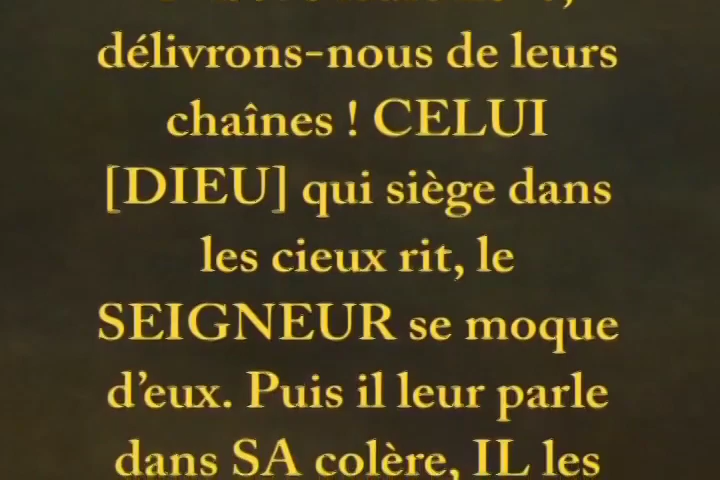 délivrons-nous de leurs
chaînes ! CELUI
[DIEU] qui siège dans
les cieux rit, le
SEIGNEUR se moque
d’eux. Puis il leur parle
dans SA colère, IL les